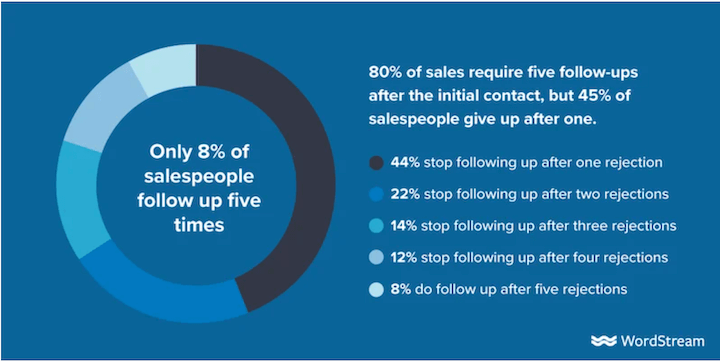 Only 8% of
salespeople
follow up five
times
80% of sales require five follow-ups
after the initial contact, but 45% of
salespeople give up after one.
44% stop following up after one rejection
22% stop following up after two rejections
14% stop following up after three rejections
12% stop following up after four rejections
8% do follow up after five rejections
WordStream